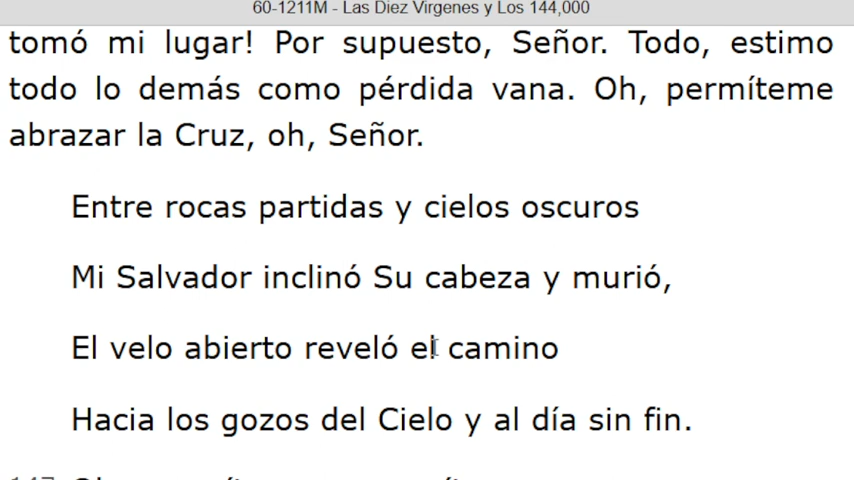 60-1211M - Las Diez Virgenes y Los 144,000
tomó mi lugar! Por supuesto, Señor. Todo, estimo
todo lo demás como pérdida vana. Oh, permíteme
abrazar la Cruz, oh, Señor.
Entre rocas partidas y cielos oscuros
Mi Salvador inclinó Su cabeza y murió,
El velo abierto reveló el camino
Hacia los gozos del Cielo y al día sin fin.